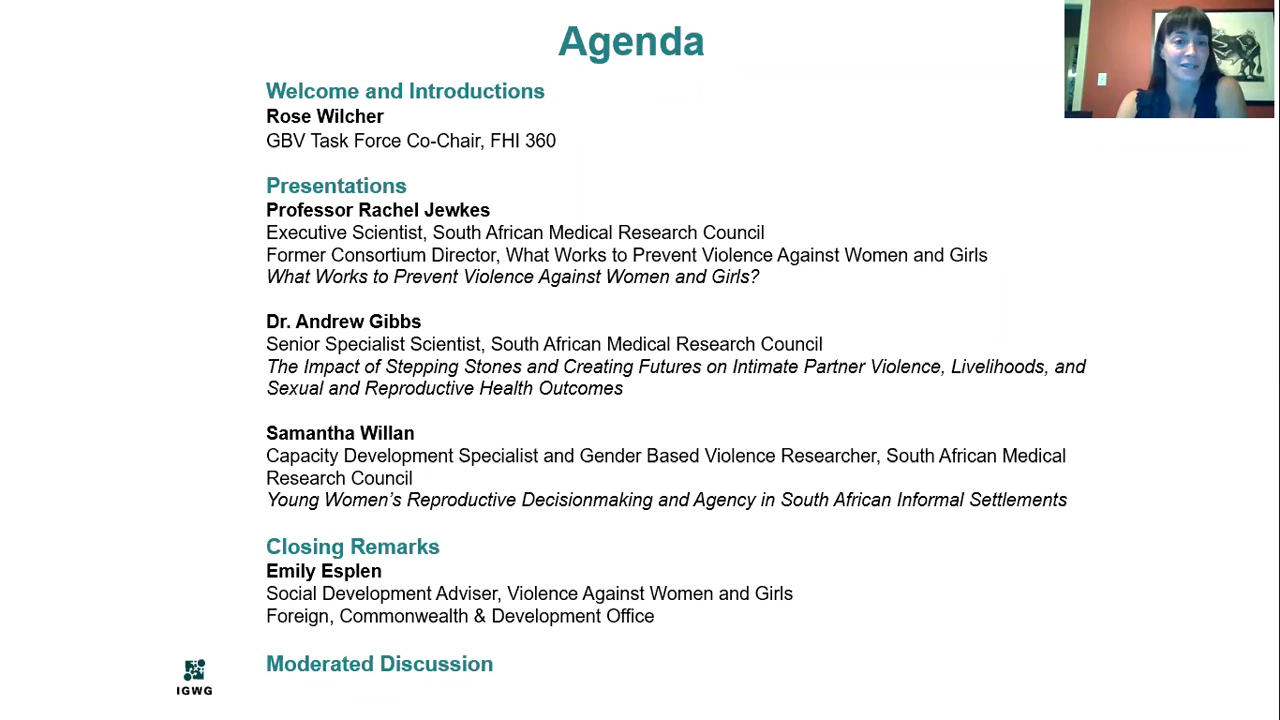 Agenda
Welcome and Introductions
Rose Wilcher
GBV Task Force Co-Chair, FHI 360
Presentations
Professor Rachel Jewkes
Executive Scientist, South African Medical Research Council
Former Consortium Director, What Works to Prevent Violence Against Women and Girls
What Works to Prevent Violence Against Women and Girls?
Dr. Andrew Gibbs
Senior Specialist Scientist, South African Medical Research Council
The Impact of Stepping Stones and Creating Futures on Intimate Partner Violence, Livelihoods, and
Sexual and Reproductive Health Outcomes
Samantha Willan
Capacity Development Specialist and Gender Based Violence Researcher, South African Medical
Research Council
Young Women's Reproductive Decisionmaking and Agency in South African Informal Settlements
Closing Remarks
Emily Esplen
Social Development Adviser, Violence Against Women and Girls
Foreign, Commonwealth & Development Office
Moderated Discussion
IGWG